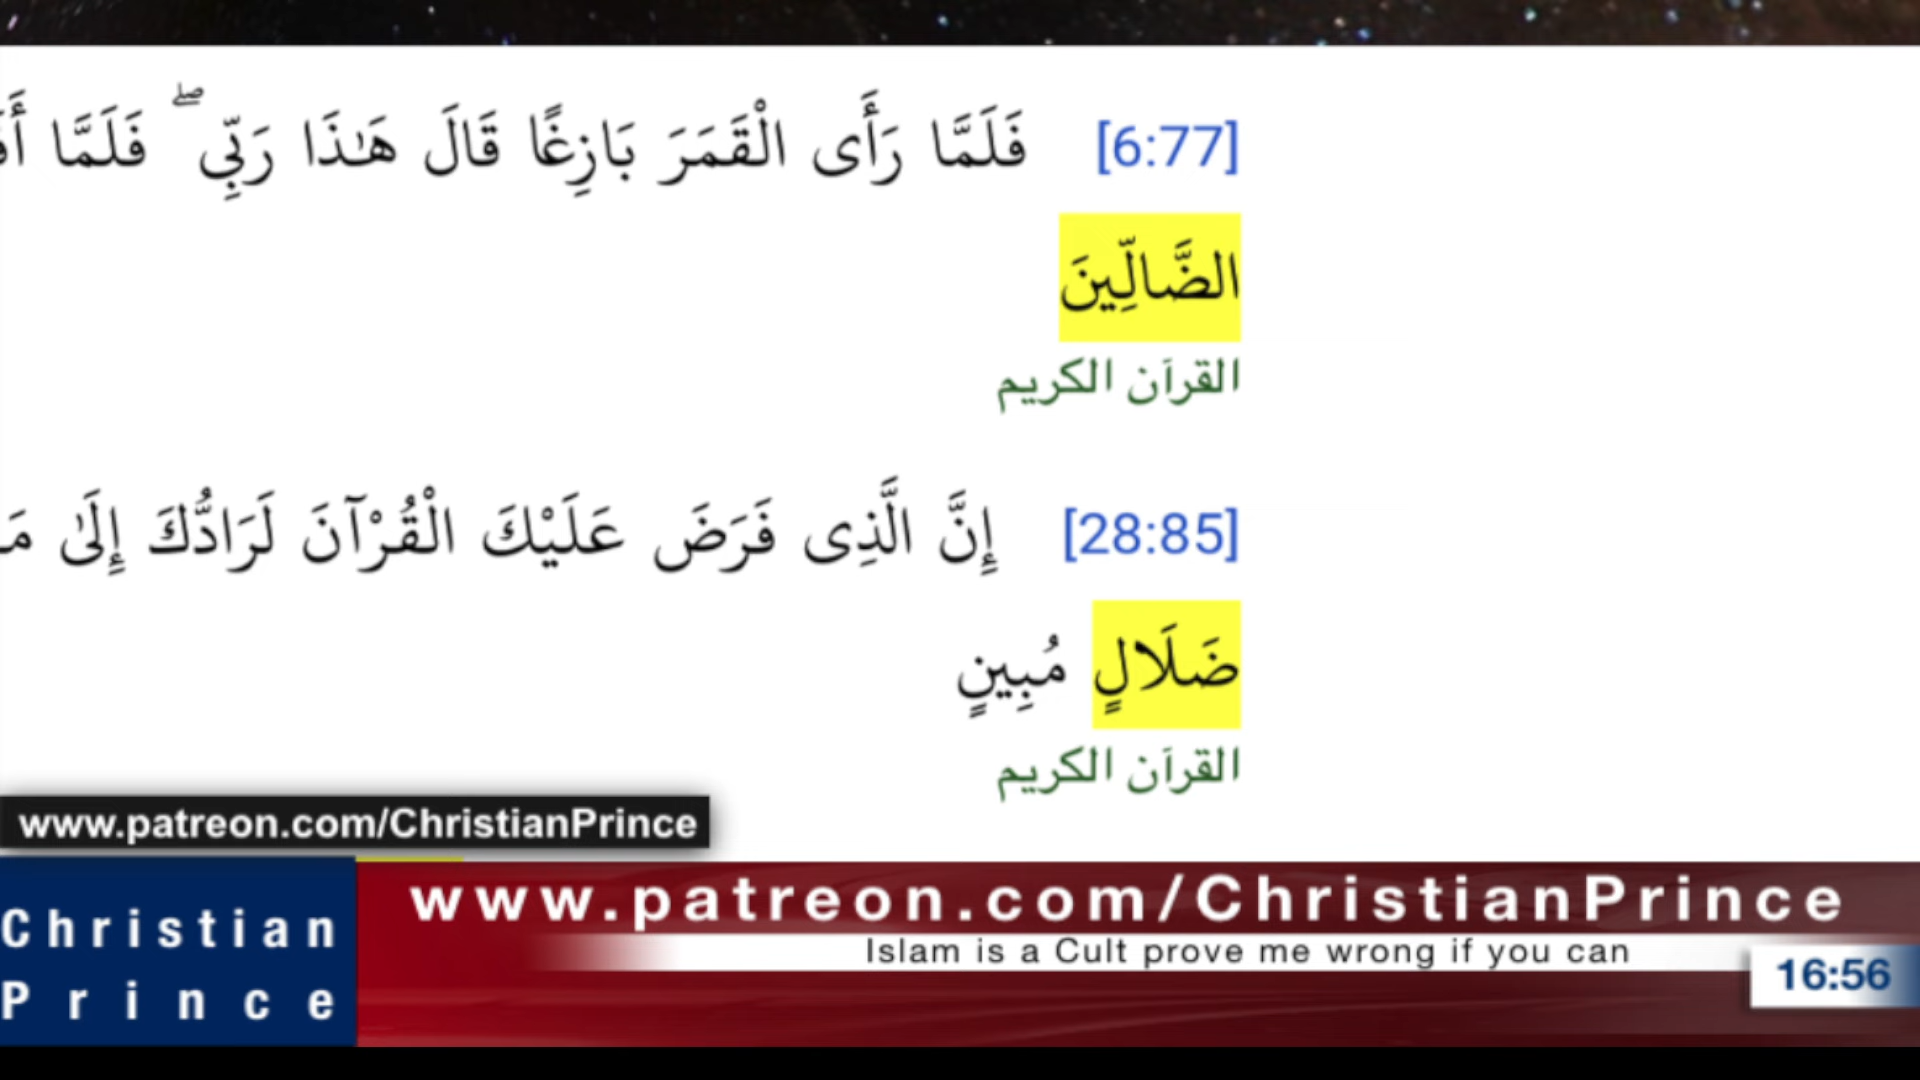 [6:77] فَلَمَّا رَأَى الْقَمَرَ بَازِغًا قَالَ هَٰذَا رَبِّي ۖ فَلَمَّا
الضَّالِّينَ
القرآن الكريم
[28:85] إِنَّ الَّذِي فَرَضَ عَلَيْكَ الْقُرْآنَ لَرَادُّكَ إِلَىٰ
ضَلَالٍ مُبِينٍ
القرآن الكريم
www.patreon.com/ChristianPrince
www.patreon.com/ChristianPrince
Islam is a Cult prove me wrong if you can
Christian
Prince
16:56